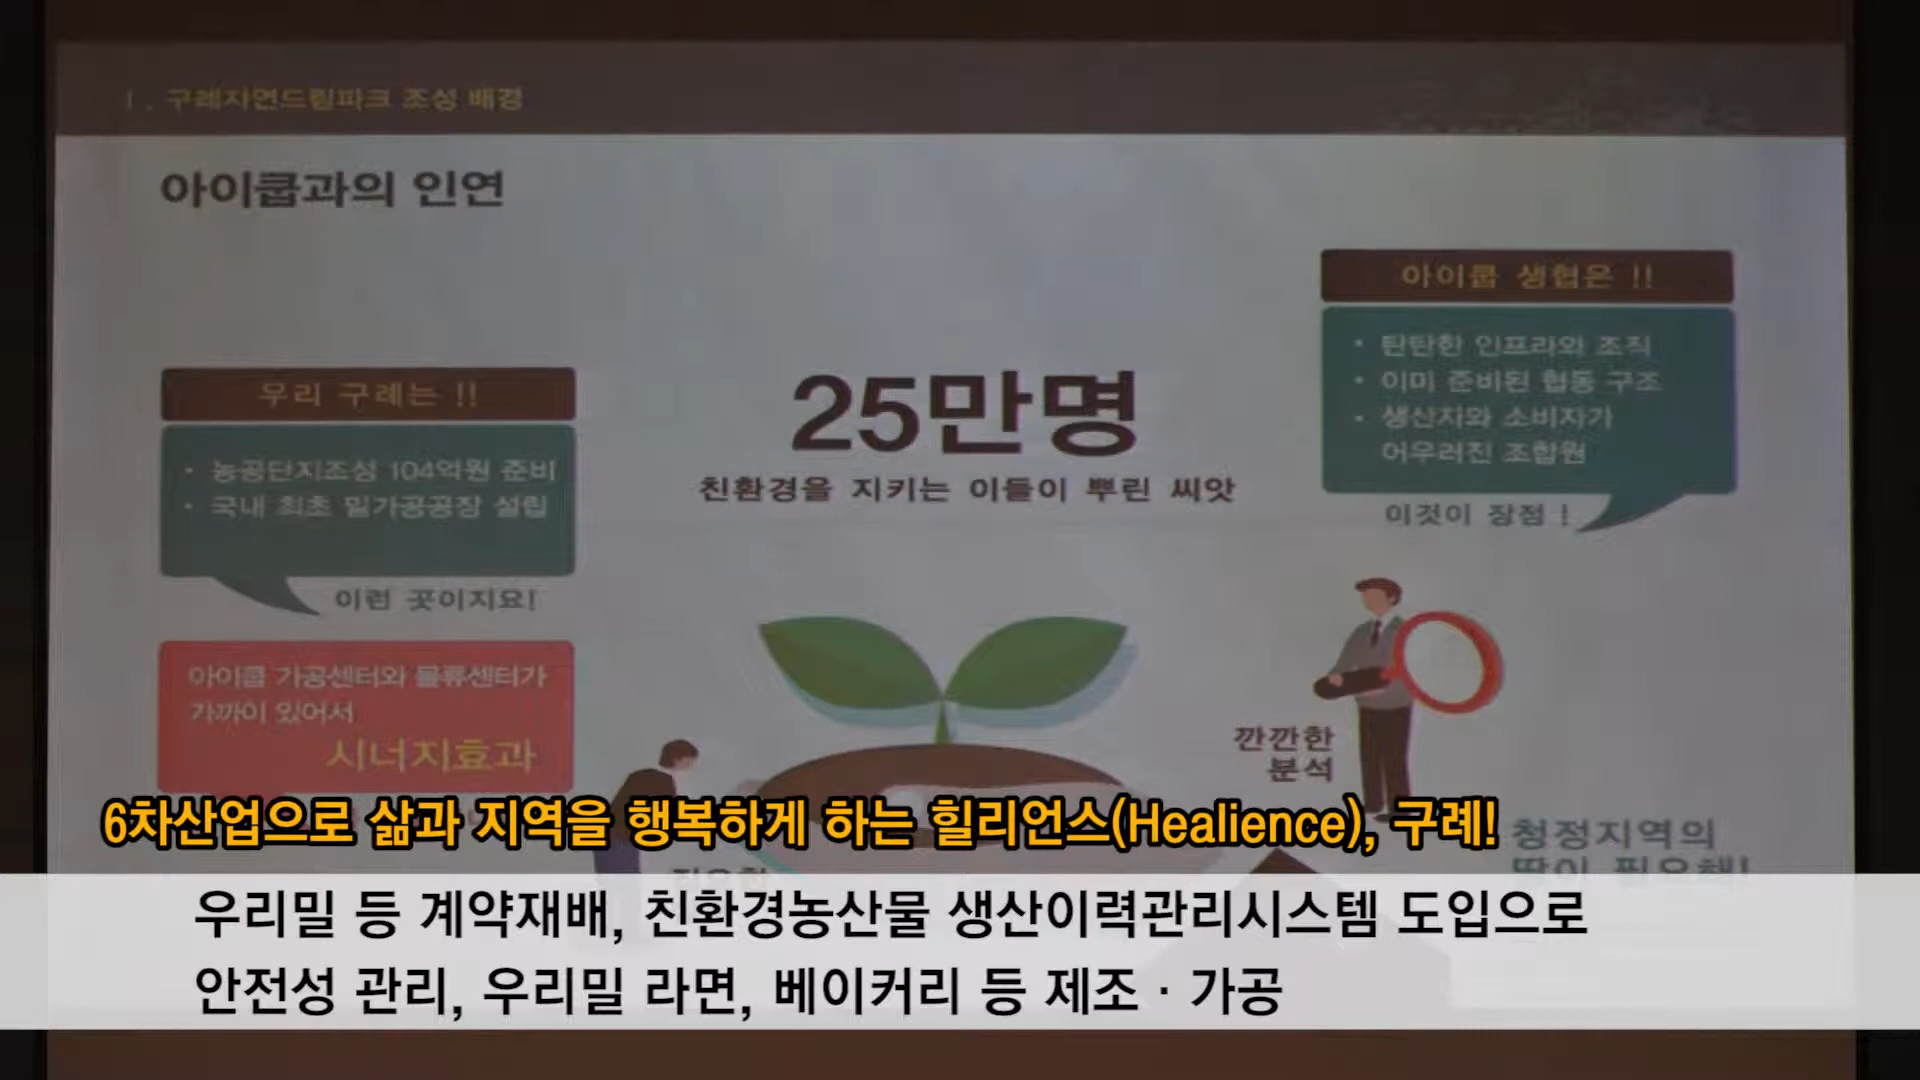 I. 구례자연드림파크 조성 배경
아이쿱과의 인연
우리 구례는 !!
· 농공단지조성 104억원 준비
· 국내 최초 밀가공공장 설립
이런 곳이지요!
아이쿱 가공센터와 물류센터가
가까이 있어서
시너지효과
25만명
친환경을 지키는 이들이 뿌린 씨앗
아이쿱 생협은 !!
· 탄탄한 인프라와 조직
· 이미 준비된 협동 구조
· 생산자와 소비자가
어우러진 조합원
이것이 장점 !
깐깐한
분석
청정지역의
땅이 필요해!
6차산업으로 삶과 지역을 행복하게 하는 힐리언스(Healience), 구례!
우리밀 등 계약재배, 친환경농산물 생산이력관리시스템 도입으로
안전성 관리, 우리밀 라면, 베이커리 등 제조 · 가공